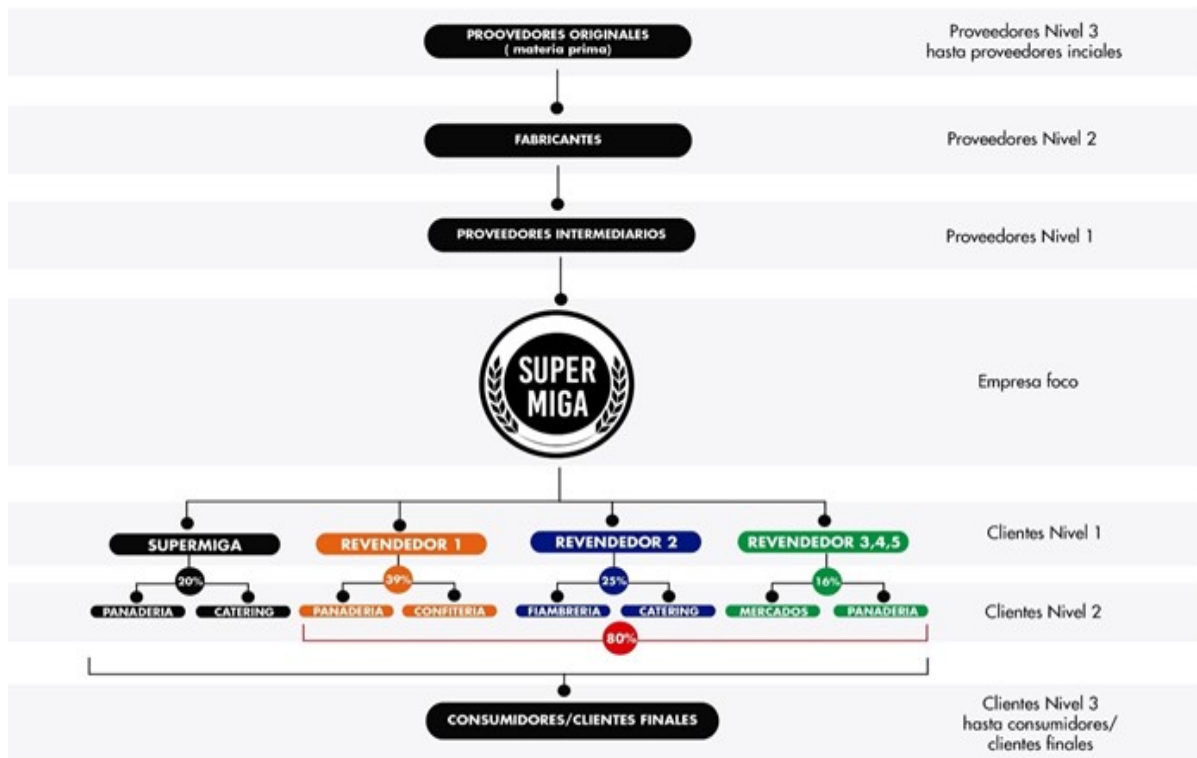 PROOVEDORES ORIGINALES
( materia prima)
Proveedores Nivel 3
hasta proveedores inciales
FABRICANTES
Proveedores Nivel 2
PROVEEDORES INTERMEDIARIOS
Proveedores Nivel 1
SUPER
MIGA
Empresa foco
SUPERMIGA
REVENDEDOR 1
REVENDEDOR 2
REVENDEDOR 3,4,5
Clientes Nivel 1
20%
39%
25%
16%
PANADERIA
CATERING
PANADERIA
CONFITERIA
FIAMBRERIA
CATERING
MERCADOS
PANADERIA
Clientes Nivel 2
80%
CONSUMIDORES/CLIENTES FINALES
Clientes Nivel 3
hasta consumidores/
clientes finales